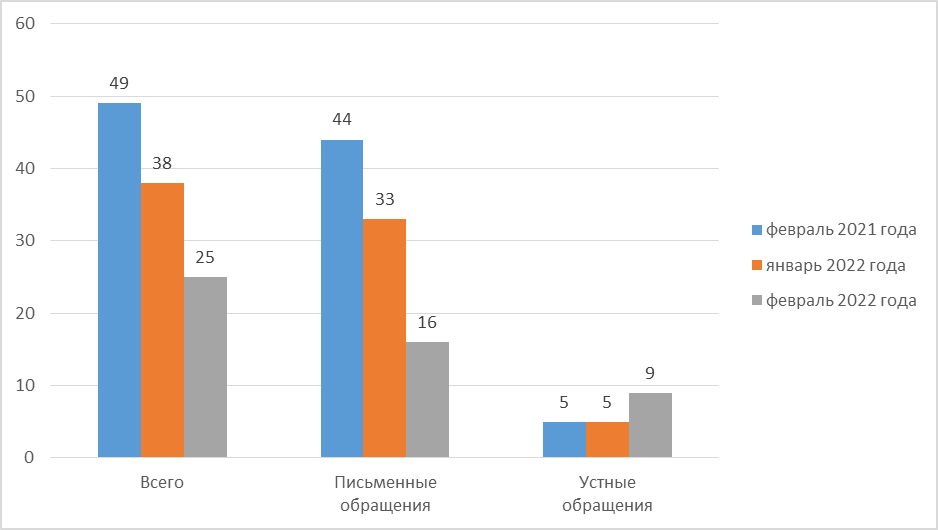 60
50
40
30
20
10
0
49
38
25
44
33
16
5
5
9
Всего
Письменные
обращения
Устные
обращения
февраль 2021 года
январь 2022 года
февраль 2022 года